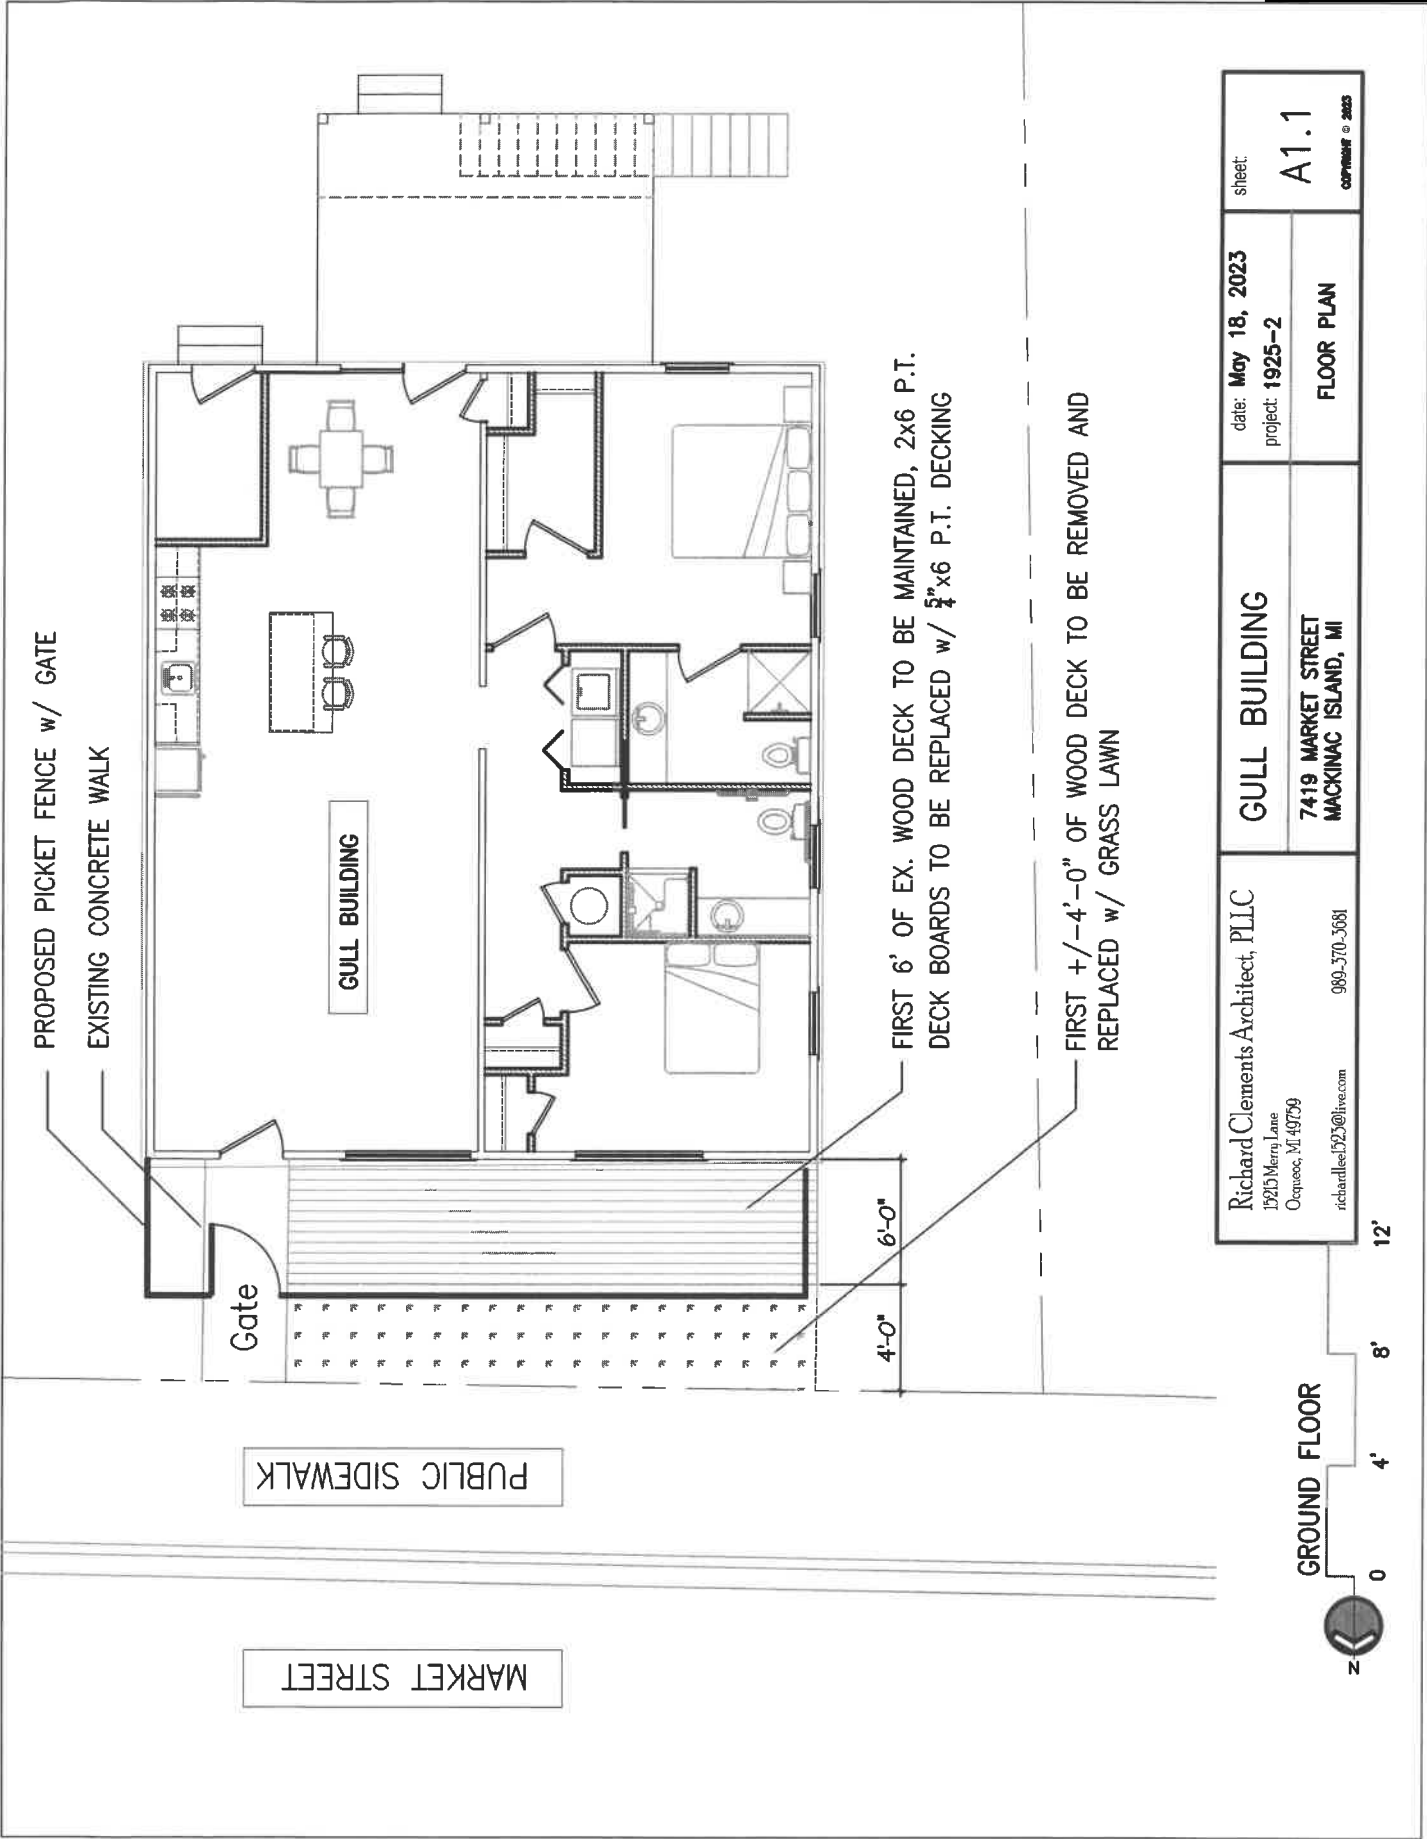 PROPOSED PICKET FENCE w/ GATE
EXISTING CONCRETE WALK
GULL BUILDING
FIRST 6' OF EX. WOOD DECK TO BE MAINTAINED, 2x6 P.T.
DECK BOARDS TO BE REPLACED w/ 5/4"x6 P.T. DECKING
FIRST +/-4'-0" OF WOOD DECK TO BE REMOVED AND
REPLACED w/ GRASS LAWN
Gate
6'-0"
4'-0"
PUBLIC SIDEWALK
MARKET STREET
GROUND FLOOR
N
0
4'
8'
12'
Richard Clements Architect, PLLC
15215 Merry Lane
Ocqueoc, MI 49759
richardlee1523@live.com 989-370-3681
GULL BUILDING
7419 MARKET STREET
MACKINAC ISLAND, MI
date: May 18, 2023
project: 1925-2
FLOOR PLAN
sheet:
A1.1
COPYRIGHT © 2023